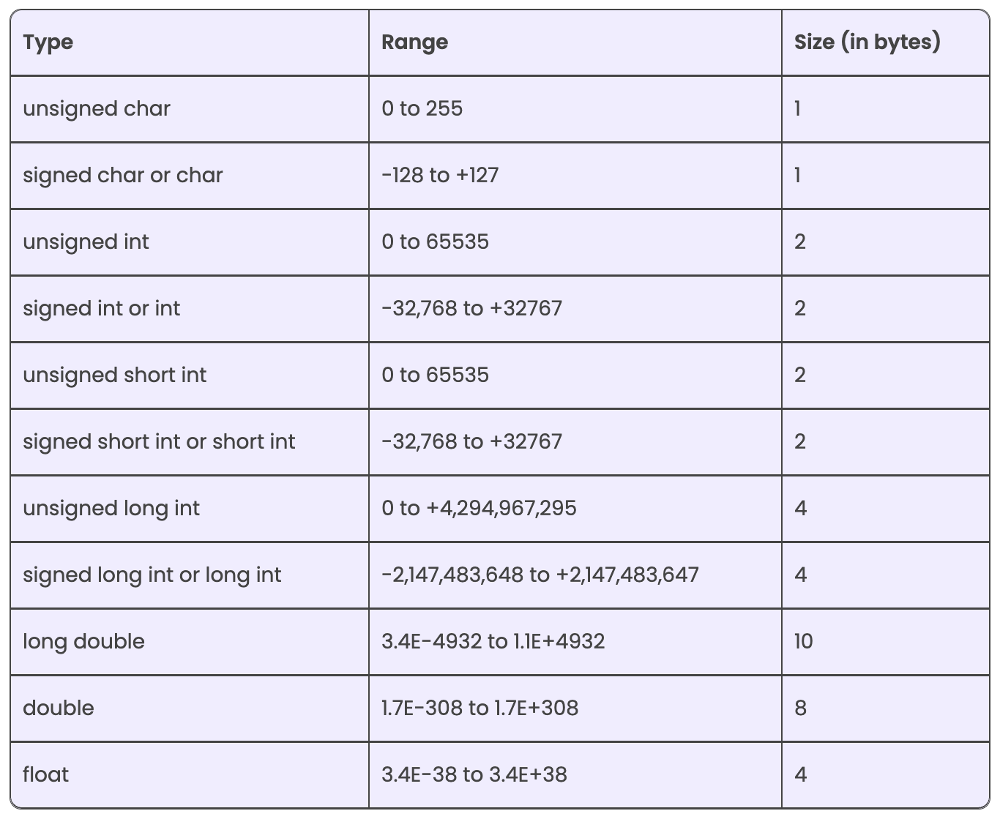 Type Range Size (in bytes)
unsigned char 0 to 255 1
signed char or char -128 to +127 1
unsigned int 0 to 65535 2
signed int or int -32,768 to +32767 2
unsigned short int 0 to 65535 2
signed short int or short int -32,768 to +32767 2
unsigned long int 0 to +4,294,967,295 4
signed long int or long int -2,147,483,648 to +2,147,483,647 4
long double 3.4E-4932 to 1.1E+4932 10
double 1.7E-308 to 1.7E+308 8
float 3.4E-38 to 3.4E+38 4